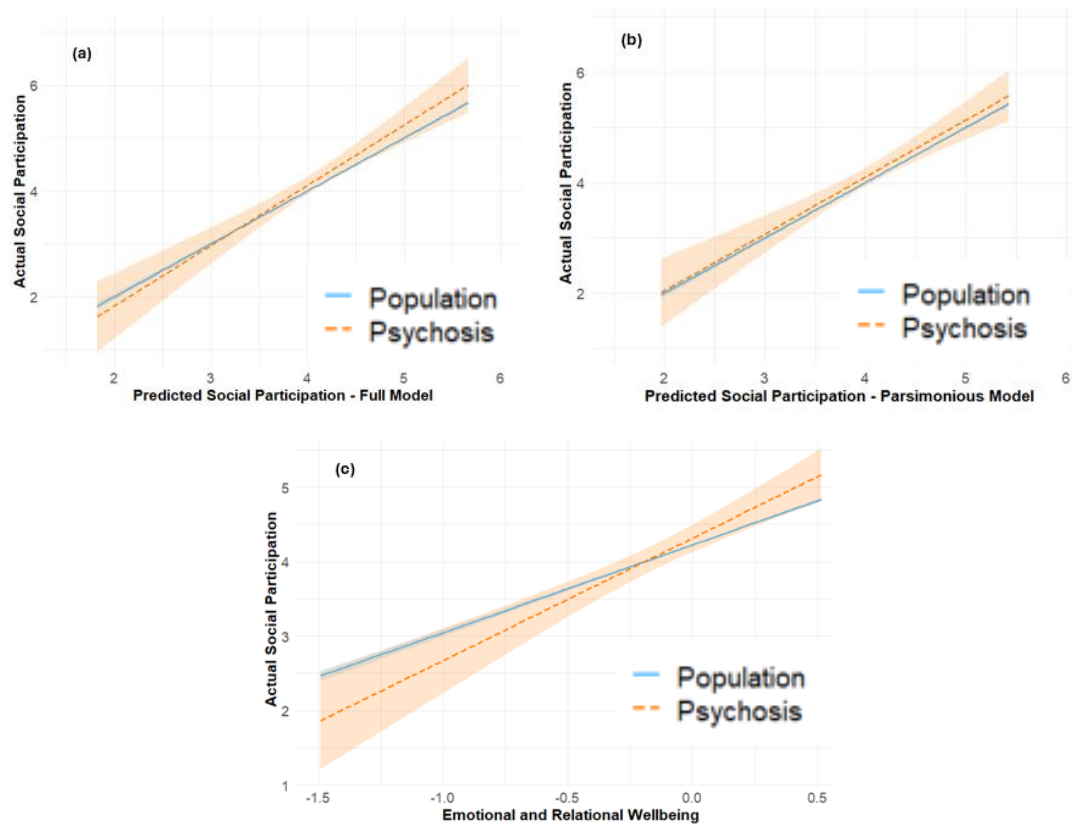 (a)
Actual Social Participation
6
4
2
Population
Psychosis
2 3 4 5 6
Predicted Social Participation - Full Model
(b)
Actual Social Participation
6
4
2
Population
Psychosis
2 3 4 5 6
Predicted Social Participation - Parsimonious Model
(c)
Actual Social Participation
5
4
3
2
1
Population
Psychosis
-1.5 -1.0 -0.5 0.0 0.5
Emotional and Relational Wellbeing